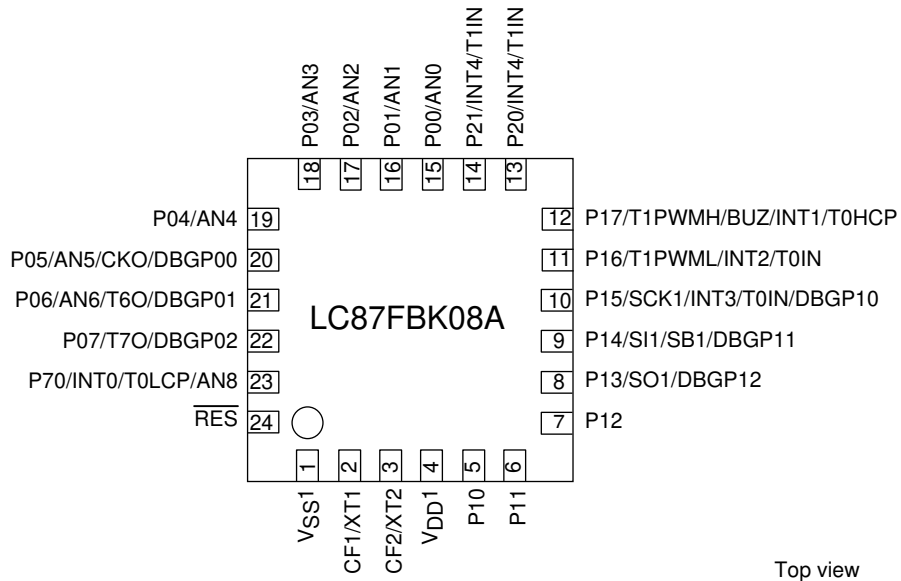 P03/AN3
P02/AN2
P01/AN1
P00/AN0
P21/INT4/T1IN
P20/INT4/T1IN
18
17
16
15
14
13
P04/AN4 19
P05/AN5/CKO/DBGP00 20
P06/AN6/T6O/DBGP01 21
P07/T7O/DBGP02 22
P70/INT0/T0LCP/AN8 23
RES 24
LC87FBK08A
12 P17/T1PWMH/BUZ/INT1/T0HCP
11 P16/T1PWML/INT2/T0IN
10 P15/SCK1/INT3/T0IN/DBGP10
9 P14/SI1/SB1/DBGP11
8 P13/SO1/DBGP12
7 P12
1
2
3
4
5
6
VSS1
CF1/XT1
CF2/XT2
VDD1
P10
P11
Top view